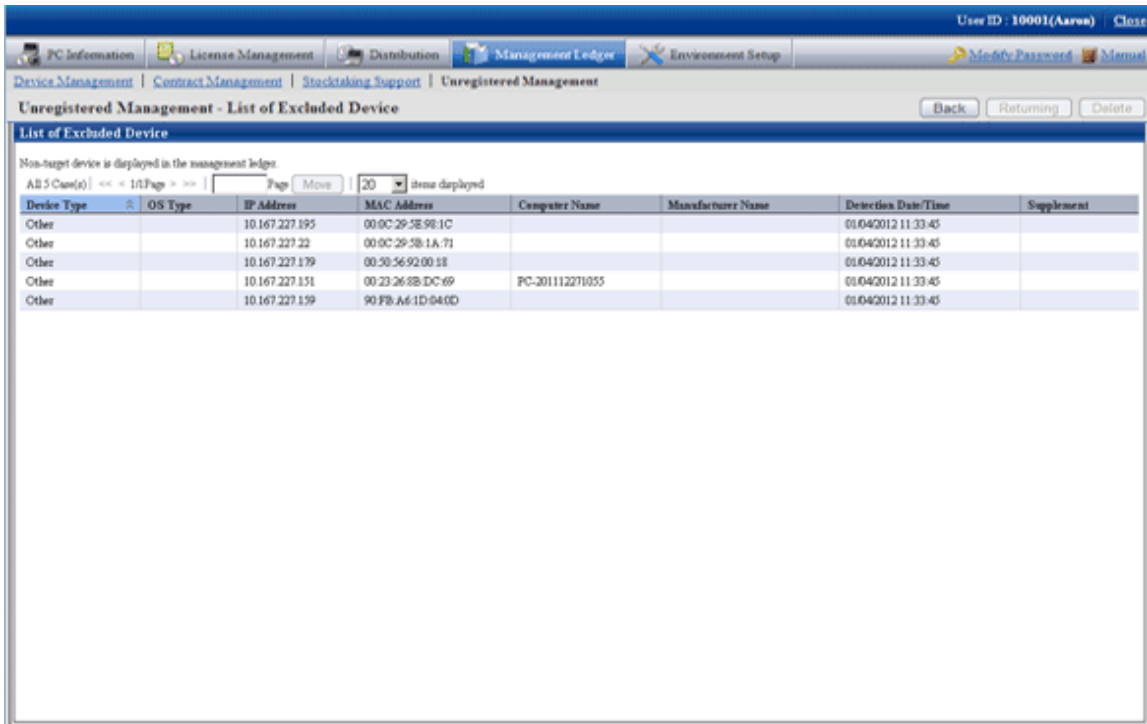 User ID : 10001(Aaron) Close
PC Information License Management Distribution Management Ledger Environment Setup Modify Password Manual
Device Management | Contract Management | Stocktaking Support | Unregistered Management
Unregistered Management - List of Excluded Device Back Returning Delete
List of Excluded Device
Non-target device is displayed in the management ledger.
All 5 Case(s) | << < 1/1Page > >> | Page Move | 20 items displayed
Device Type OS Type IP Address MAC Address Computer Name Manufacturer Name Detection Date/Time Supplement
Other 10.167.227.195 00:0C:29:5E:98:1C 01/04/2012 11:33:45
Other 10.167.227.22 00:0C:29:5B:1A:71 01/04/2012 11:33:45
Other 10.167.227.179 00:50:56:92:00:18 01/04/2012 11:33:45
Other 10.167.227.151 00:23:26:8B:DC:69 PC-201112271055 01/04/2012 11:33:45
Other 10.167.227.159 90:FB:A6:1D:04:0D 01/04/2012 11:33:45